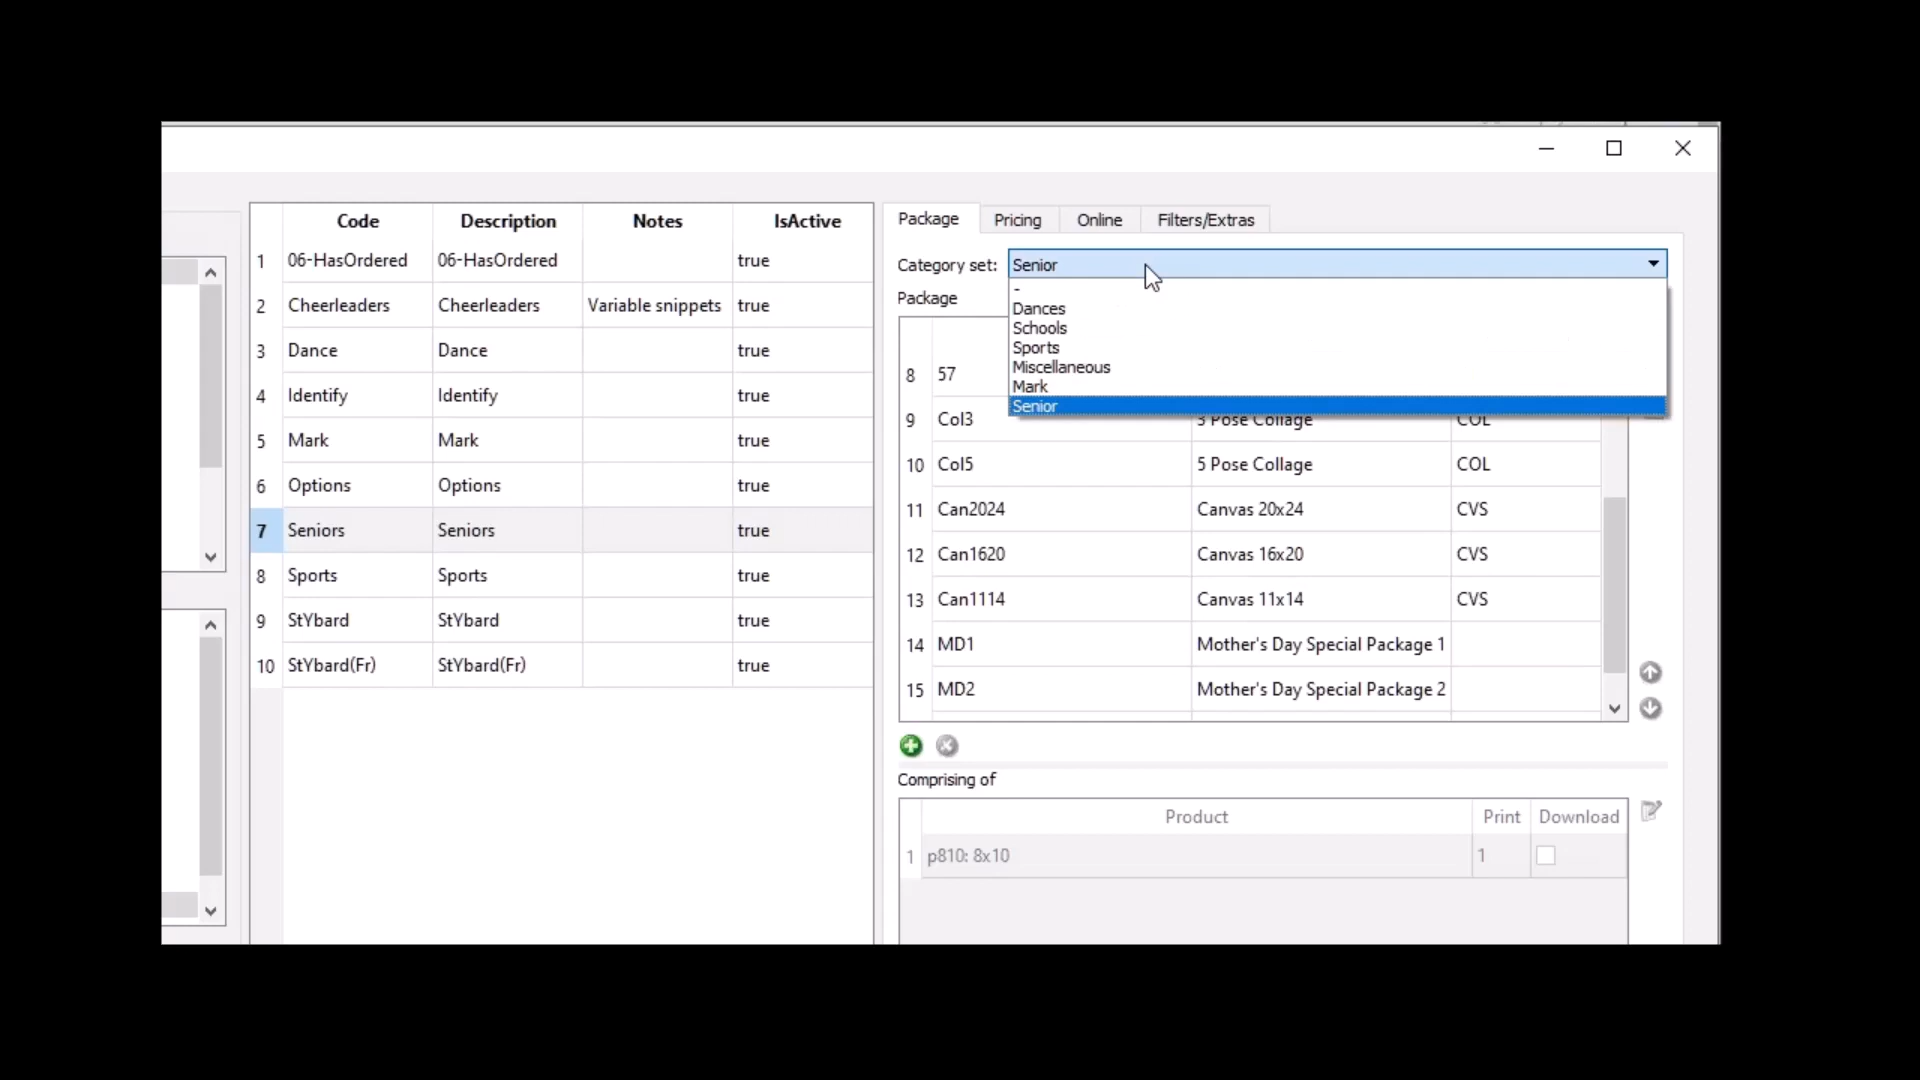 Code Description Notes IsActive
1 06-HasOrdered 06-HasOrdered true
2 Cheerleaders Cheerleaders Variable snippets true
3 Dance Dance true
4 Identify Identify true
5 Mark Mark true
6 Options Options true
7 Seniors Seniors true
8 Sports Sports true
9 StYbard StYbard true
10 StYbard(Fr) StYbard(Fr) true
Package Pricing Online Filters/Extras
Category set: Senior
-
Dances
Schools
Sports
Miscellaneous
Mark
Senior
Package
8 57
9 Col3 3 Pose Collage COL
10 Col5 5 Pose Collage COL
11 Can2024 Canvas 20x24 CVS
12 Can1620 Canvas 16x20 CVS
13 Can1114 Canvas 11x14 CVS
14 MD1 Mother's Day Special Package 1
15 MD2 Mother's Day Special Package 2
Comprising of
Product Print Download
1 p810: 8x10 1